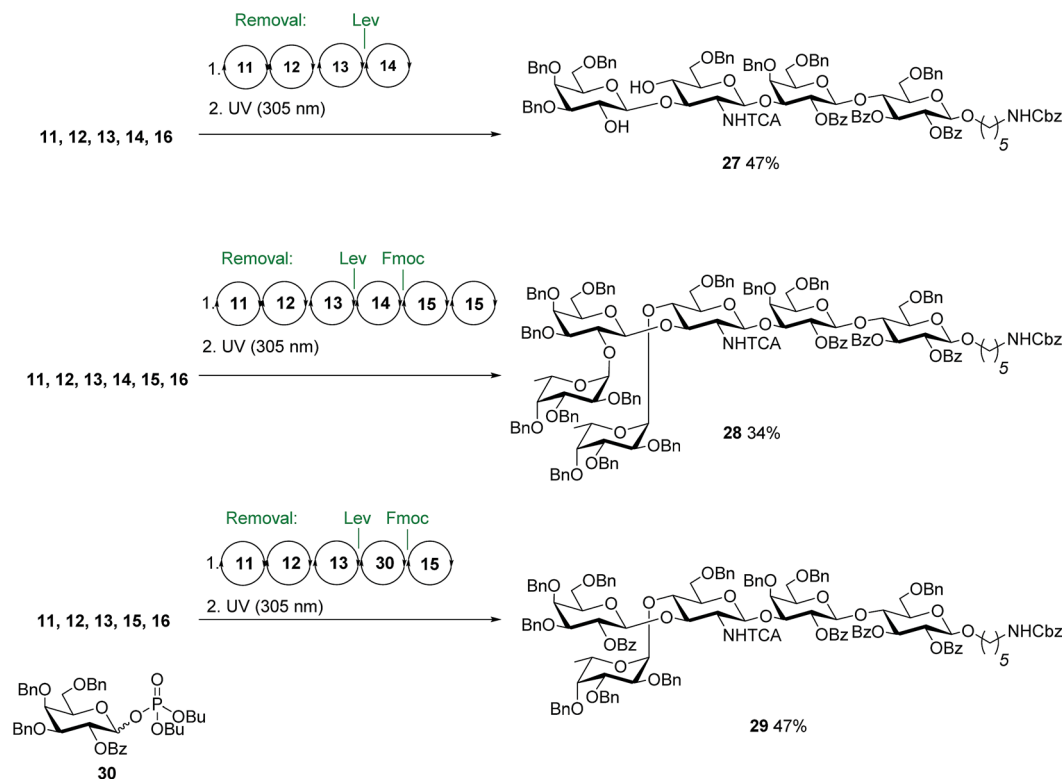 Removal: Lev
1. 11 12 13 14
2. UV (305 nm)
11, 12, 13, 14, 16
BnO OBn
BnO O
OH
HO OBn
O O
NHTCA
BnO OBn
O O
OBz
OBn
O O
BzO OBz O NHCbz
5
27 47%
Removal: Lev Fmoc
1. 11 12 13 14 15 15
2. UV (305 nm)
11, 12, 13, 14, 15, 16
BnO OBn
BnO O
O
O OBn
O O
NHTCA
BnO OBn
O O
OBz
OBn
O O
BzO OBz O NHCbz
5
O OBn
OBn
BnO
O OBn
OBn
BnO
28 34%
Removal: Lev Fmoc
1. 11 12 13 30 15
2. UV (305 nm)
11, 12, 13, 15, 16
BnO OBn
BnO O
OBz
O OBn
O O
NHTCA
BnO OBn
O O
OBz
OBn
O O
BzO OBz O NHCbz
5
O OBn
OBn
BnO
29 47%
BnO OBn
BnO O
OBz
O
O P OBu
OBu
30